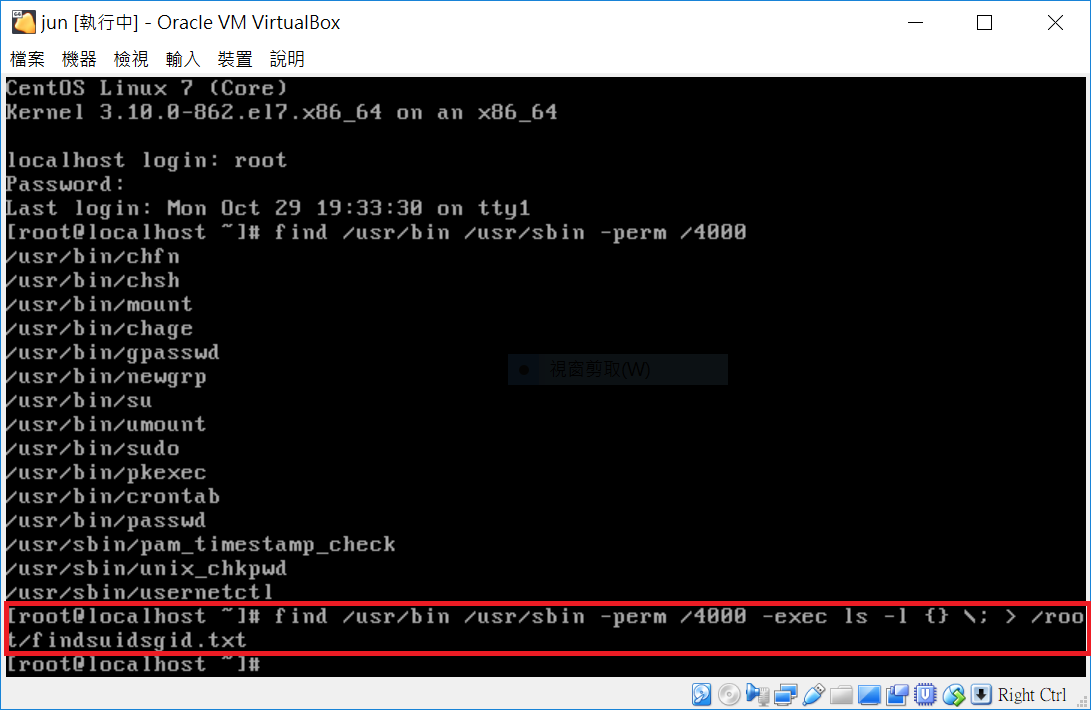 jun [執行中] - Oracle VM VirtualBox
檔案 機器 檢視 輸入 裝置 說明
CentOS Linux 7 (Core)
Kernel 3.10.0-862.el7.x86_64 on an x86_64
localhost login: root
Password:
Last login: Mon Oct 29 19:33:30 on tty1
[root@localhost ~]# find /usr/bin /usr/sbin -perm /4000
/usr/bin/chfn
/usr/bin/chsh
/usr/bin/mount
/usr/bin/chage
/usr/bin/gpasswd
/usr/bin/newgrp
/usr/bin/su
/usr/bin/umount
/usr/bin/sudo
/usr/bin/pkexec
/usr/bin/crontab
/usr/bin/passwd
/usr/sbin/pam_timestamp_check
/usr/sbin/unix_chkpwd
/usr/sbin/usernetctl
[root@localhost ~]# find /usr/bin /usr/sbin -perm /4000 -exec ls -l {} \; > /roo
t/findsuidsgid.txt
[root@localhost ~]#
視窗剪取(W)
Right Ctrl